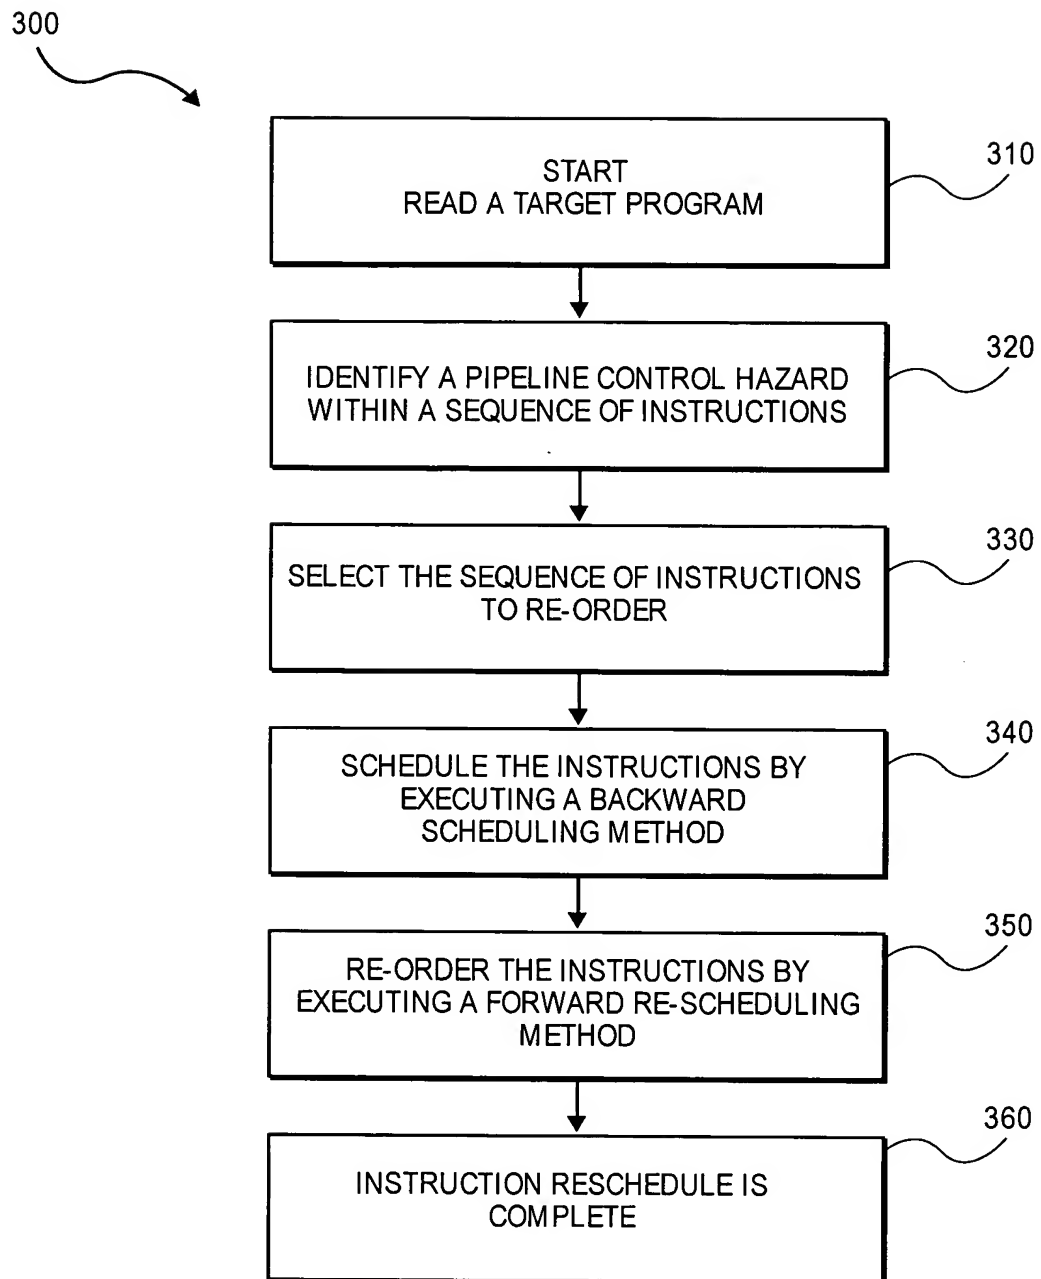 300
START
READ A TARGET PROGRAM
310
IDENTIFY A PIPELINE CONTROL HAZARD
WITHIN A SEQUENCE OF INSTRUCTIONS
320
SELECT THE SEQUENCE OF INSTRUCTIONS
TO RE-ORDER
330
SCHEDULE THE INSTRUCTIONS BY
EXECUTING A BACKWARD
SCHEDULING METHOD
340
RE-ORDER THE INSTRUCTIONS BY
EXECUTING A FORWARD RE-SCHEDULING
METHOD
350
INSTRUCTION RESCHEDULE IS
COMPLETE
360